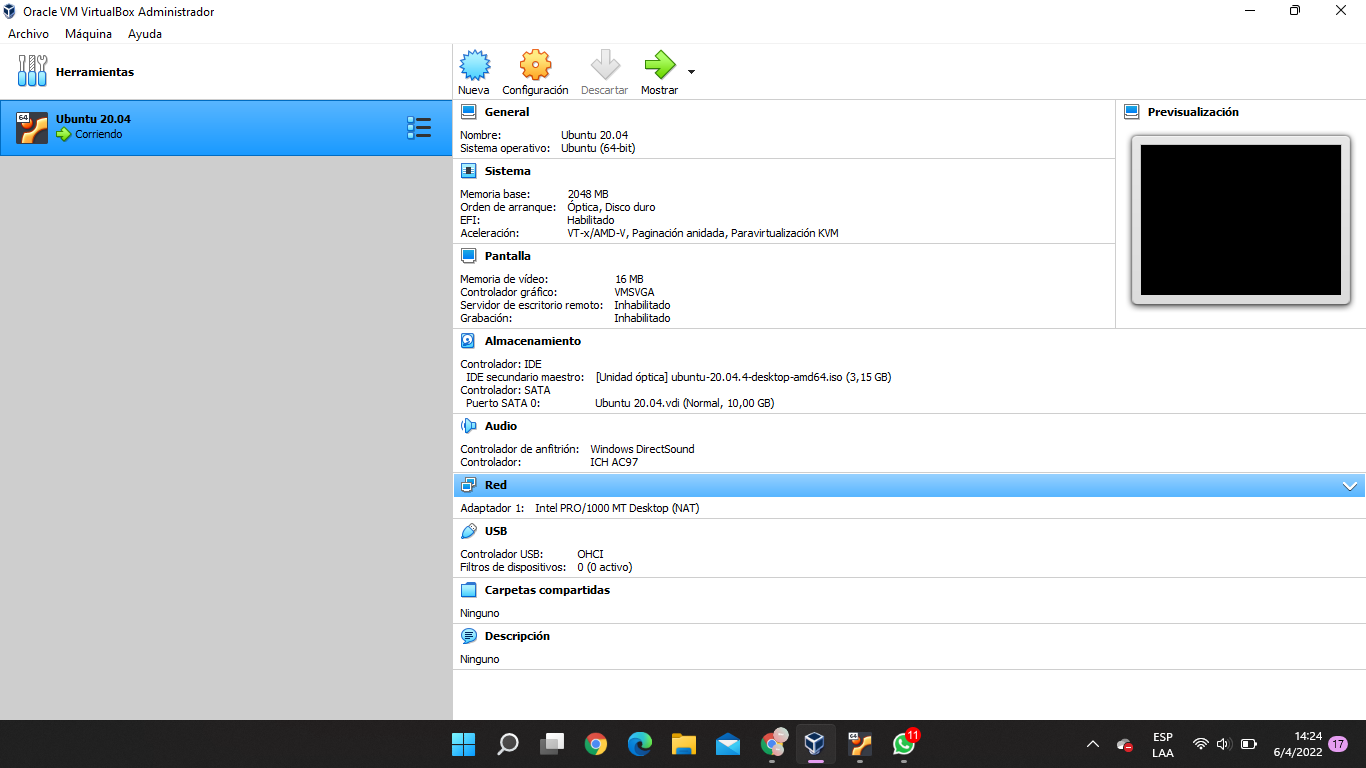 Oracle VM VirtualBox Administrador
Archivo Máquina Ayuda
Herramientas
Nueva Configuración Descartar Mostrar
64
Ubuntu 20.04
Corriendo
General
Nombre: Ubuntu 20.04
Sistema operativo: Ubuntu (64-bit)
Previsualización
Sistema
Memoria base: 2048 MB
Orden de arranque: Óptica, Disco duro
EFI: Habilitado
Aceleración: VT-x/AMD-V, Paginación anidada, Paravirtualización KVM
Pantalla
Memoria de vídeo: 16 MB
Controlador gráfico: VMSVGA
Servidor de escritorio remoto: Inhabilitado
Grabación: Inhabilitado
Almacenamiento
Controlador: IDE
IDE secundario maestro: [Unidad óptica] ubuntu-20.04.4-desktop-amd64.iso (3,15 GB)
Controlador: SATA
Puerto SATA 0: Ubuntu 20.04.vdi (Normal, 10,00 GB)
Audio
Controlador de anfitrión: Windows DirectSound
Controlador: ICH AC97
Red
Adaptador 1: Intel PRO/1000 MT Desktop (NAT)
USB
Controlador USB: OHCI
Filtros de dispositivos: 0 (0 activo)
Carpetas compartidas
Ninguno
Descripción
Ninguno
64
11
ESP
LAA
14:24
6/4/2022
17